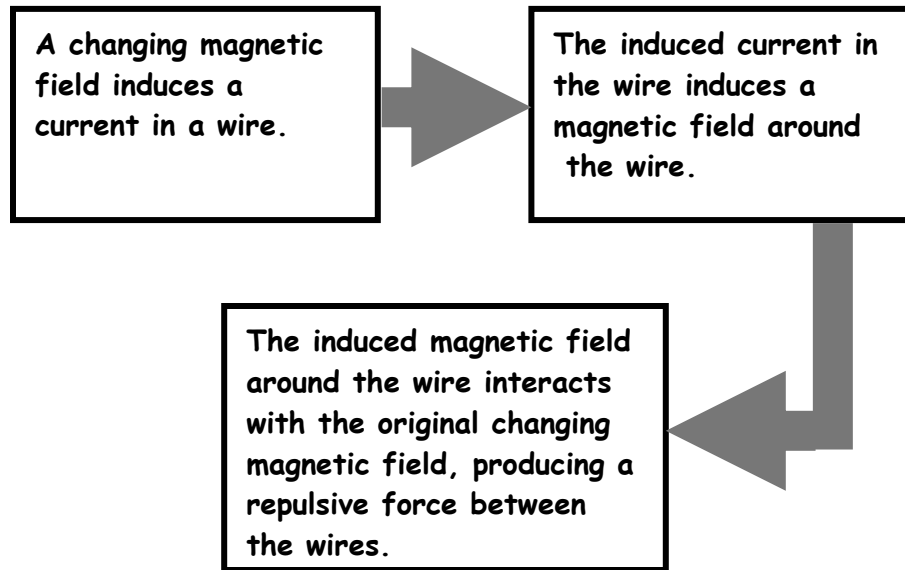 A changing magnetic
field induces a
current in a wire.
The induced current in
the wire induces a
magnetic field around
the wire.
The induced magnetic field
around the wire interacts
with the original changing
magnetic field, producing a
repulsive force between
the wires.